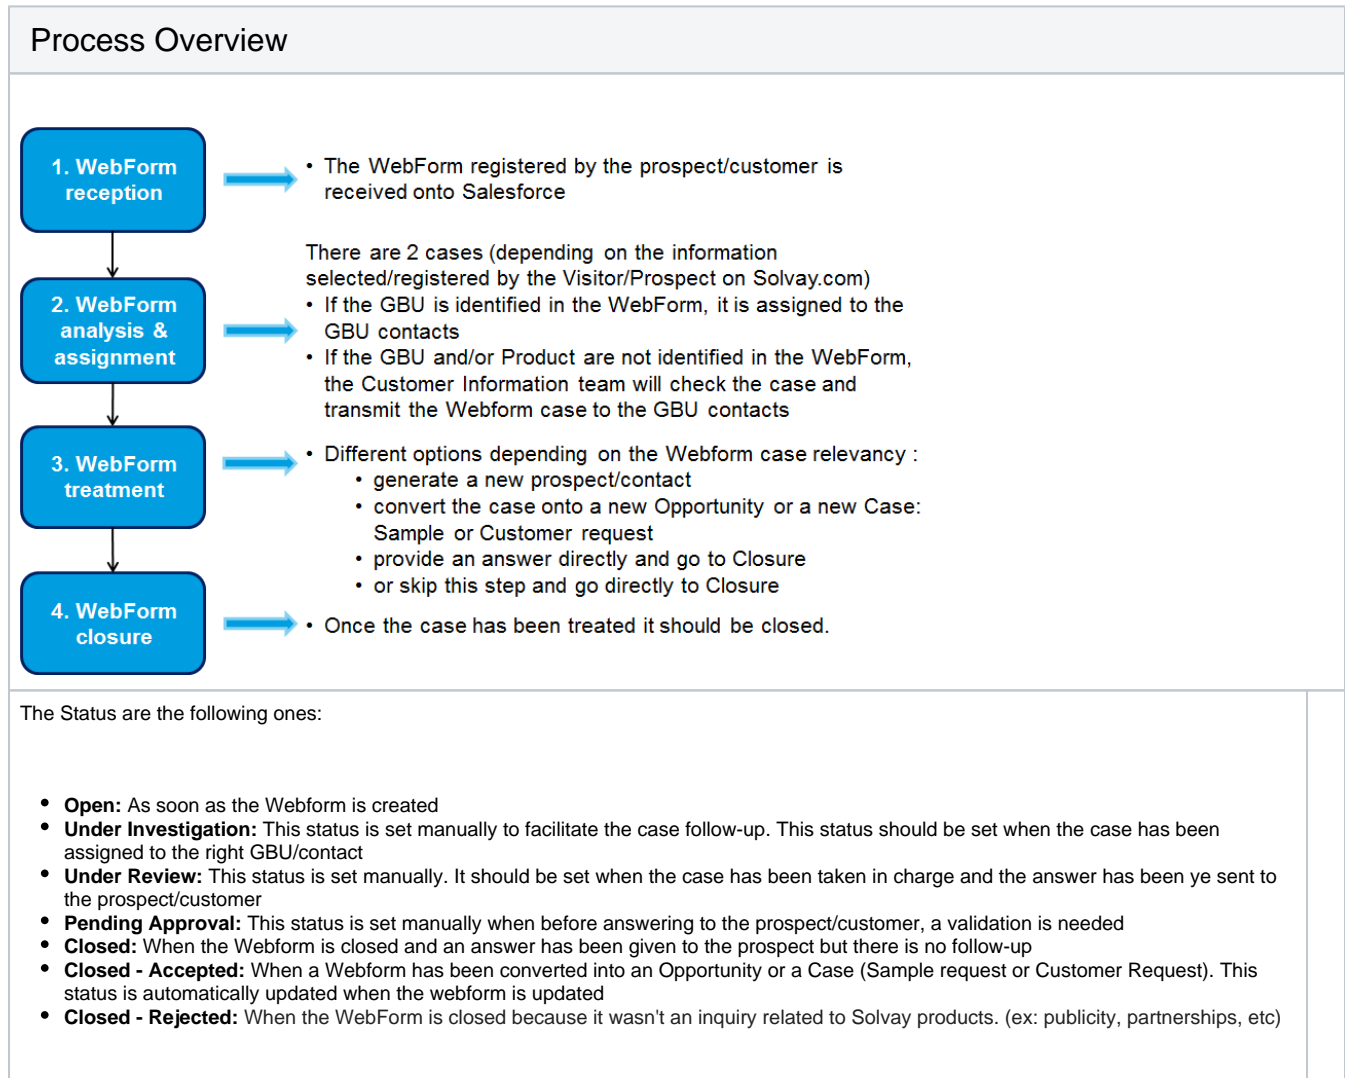 Process Overview
1. WebForm
reception
• The WebForm registered by the prospect/customer is
received onto Salesforce
There are 2 cases (depending on the information
selected/registered by the Visitor/Prospect on Solvay.com)
2. WebForm
analysis &
assignment
• If the GBU is identified in the WebForm, it is assigned to the
GBU contacts
• If the GBU and/or Product are not identified in the WebForm,
the Customer Information team will check the case and
transmit the Webform case to the GBU contacts
3. WebForm
treatment
• Different options depending on the Webform case relevancy :
• generate a new prospect/contact
• convert the case onto a new Opportunity or a new Case:
Sample or Customer request
• provide an answer directly and go to Closure
• or skip this step and go directly to Closure
4. WebForm
closure
• Once the case has been treated it should be closed.
The Status are the following ones:
• Open: As soon as the Webform is created
• Under Investigation: This status is set manually to facilitate the case follow-up. This status should be set when the case has been
assigned to the right GBU/contact
• Under Review: This status is set manually. It should be set when the case has been taken in charge and the answer has been ye sent to
the prospect/customer
• Pending Approval: This status is set manually when before answering to the prospect/customer, a validation is needed
• Closed: When the Webform is closed and an answer has been given to the prospect but there is no follow-up
• Closed - Accepted: When a Webform has been converted into an Opportunity or a Case (Sample request or Customer Request). This
status is automatically updated when the webform is updated
• Closed - Rejected: When the WebForm is closed because it wasn't an inquiry related to Solvay products. (ex: publicity, partnerships, etc)